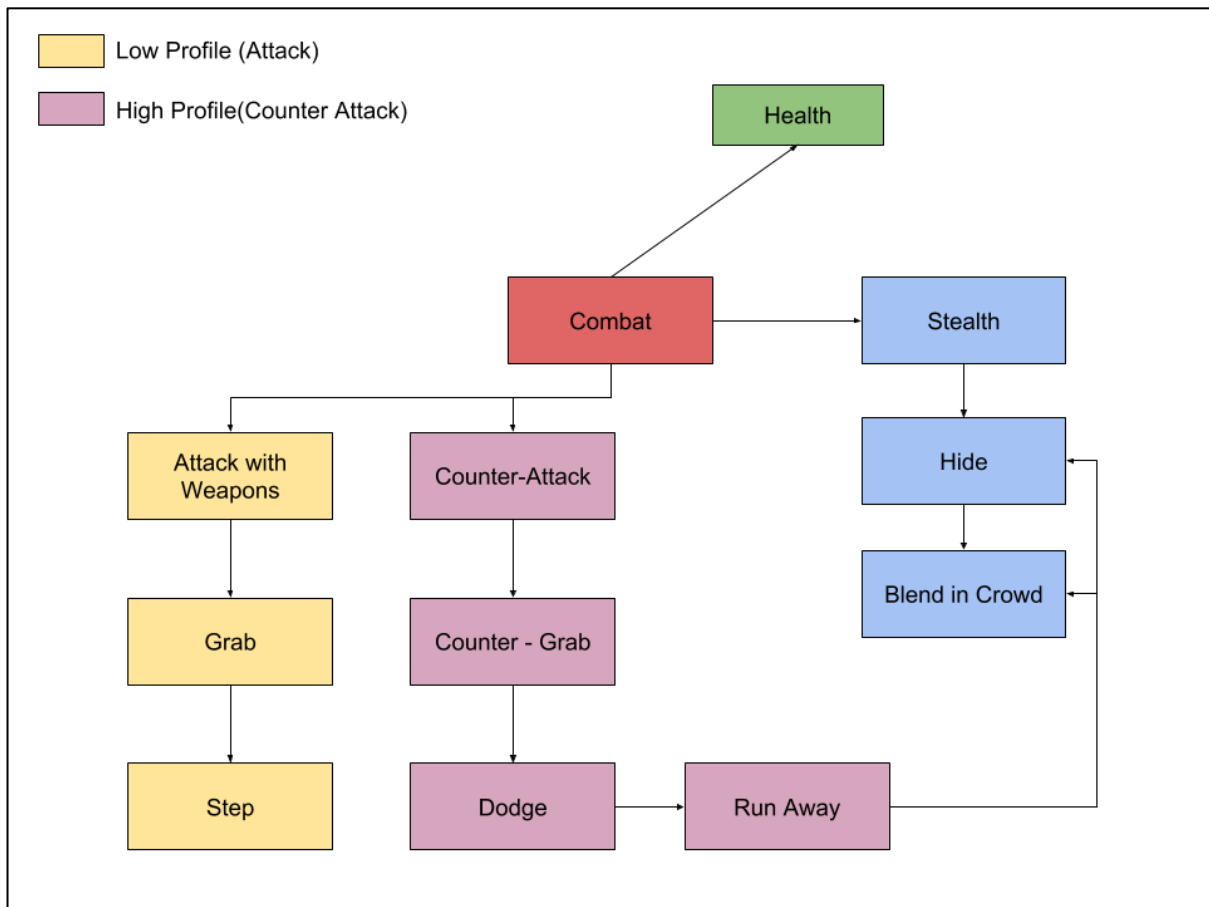 Low Profile (Attack)
High Profile(Counter Attack)
Health
Combat
Stealth
Attack with
Weapons
Counter-Attack
Hide
Blend in Crowd
Grab
Counter - Grab
Step
Dodge
Run Away